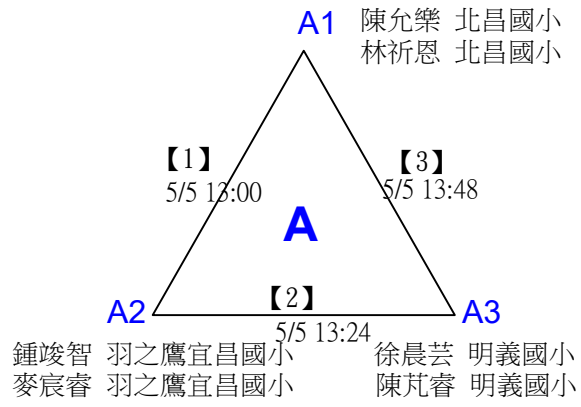 A1 陳允樂 北昌國小
林祈恩 北昌國小
【1】
5/5 13:00
【3】
5/5 13:48
A
A2
【2】
A3
5/5 13:24
鍾竣智 羽之鷹宜昌國小
麥宸睿 羽之鷹宜昌國小
徐晨芸 明義國小
陳芃睿 明義國小